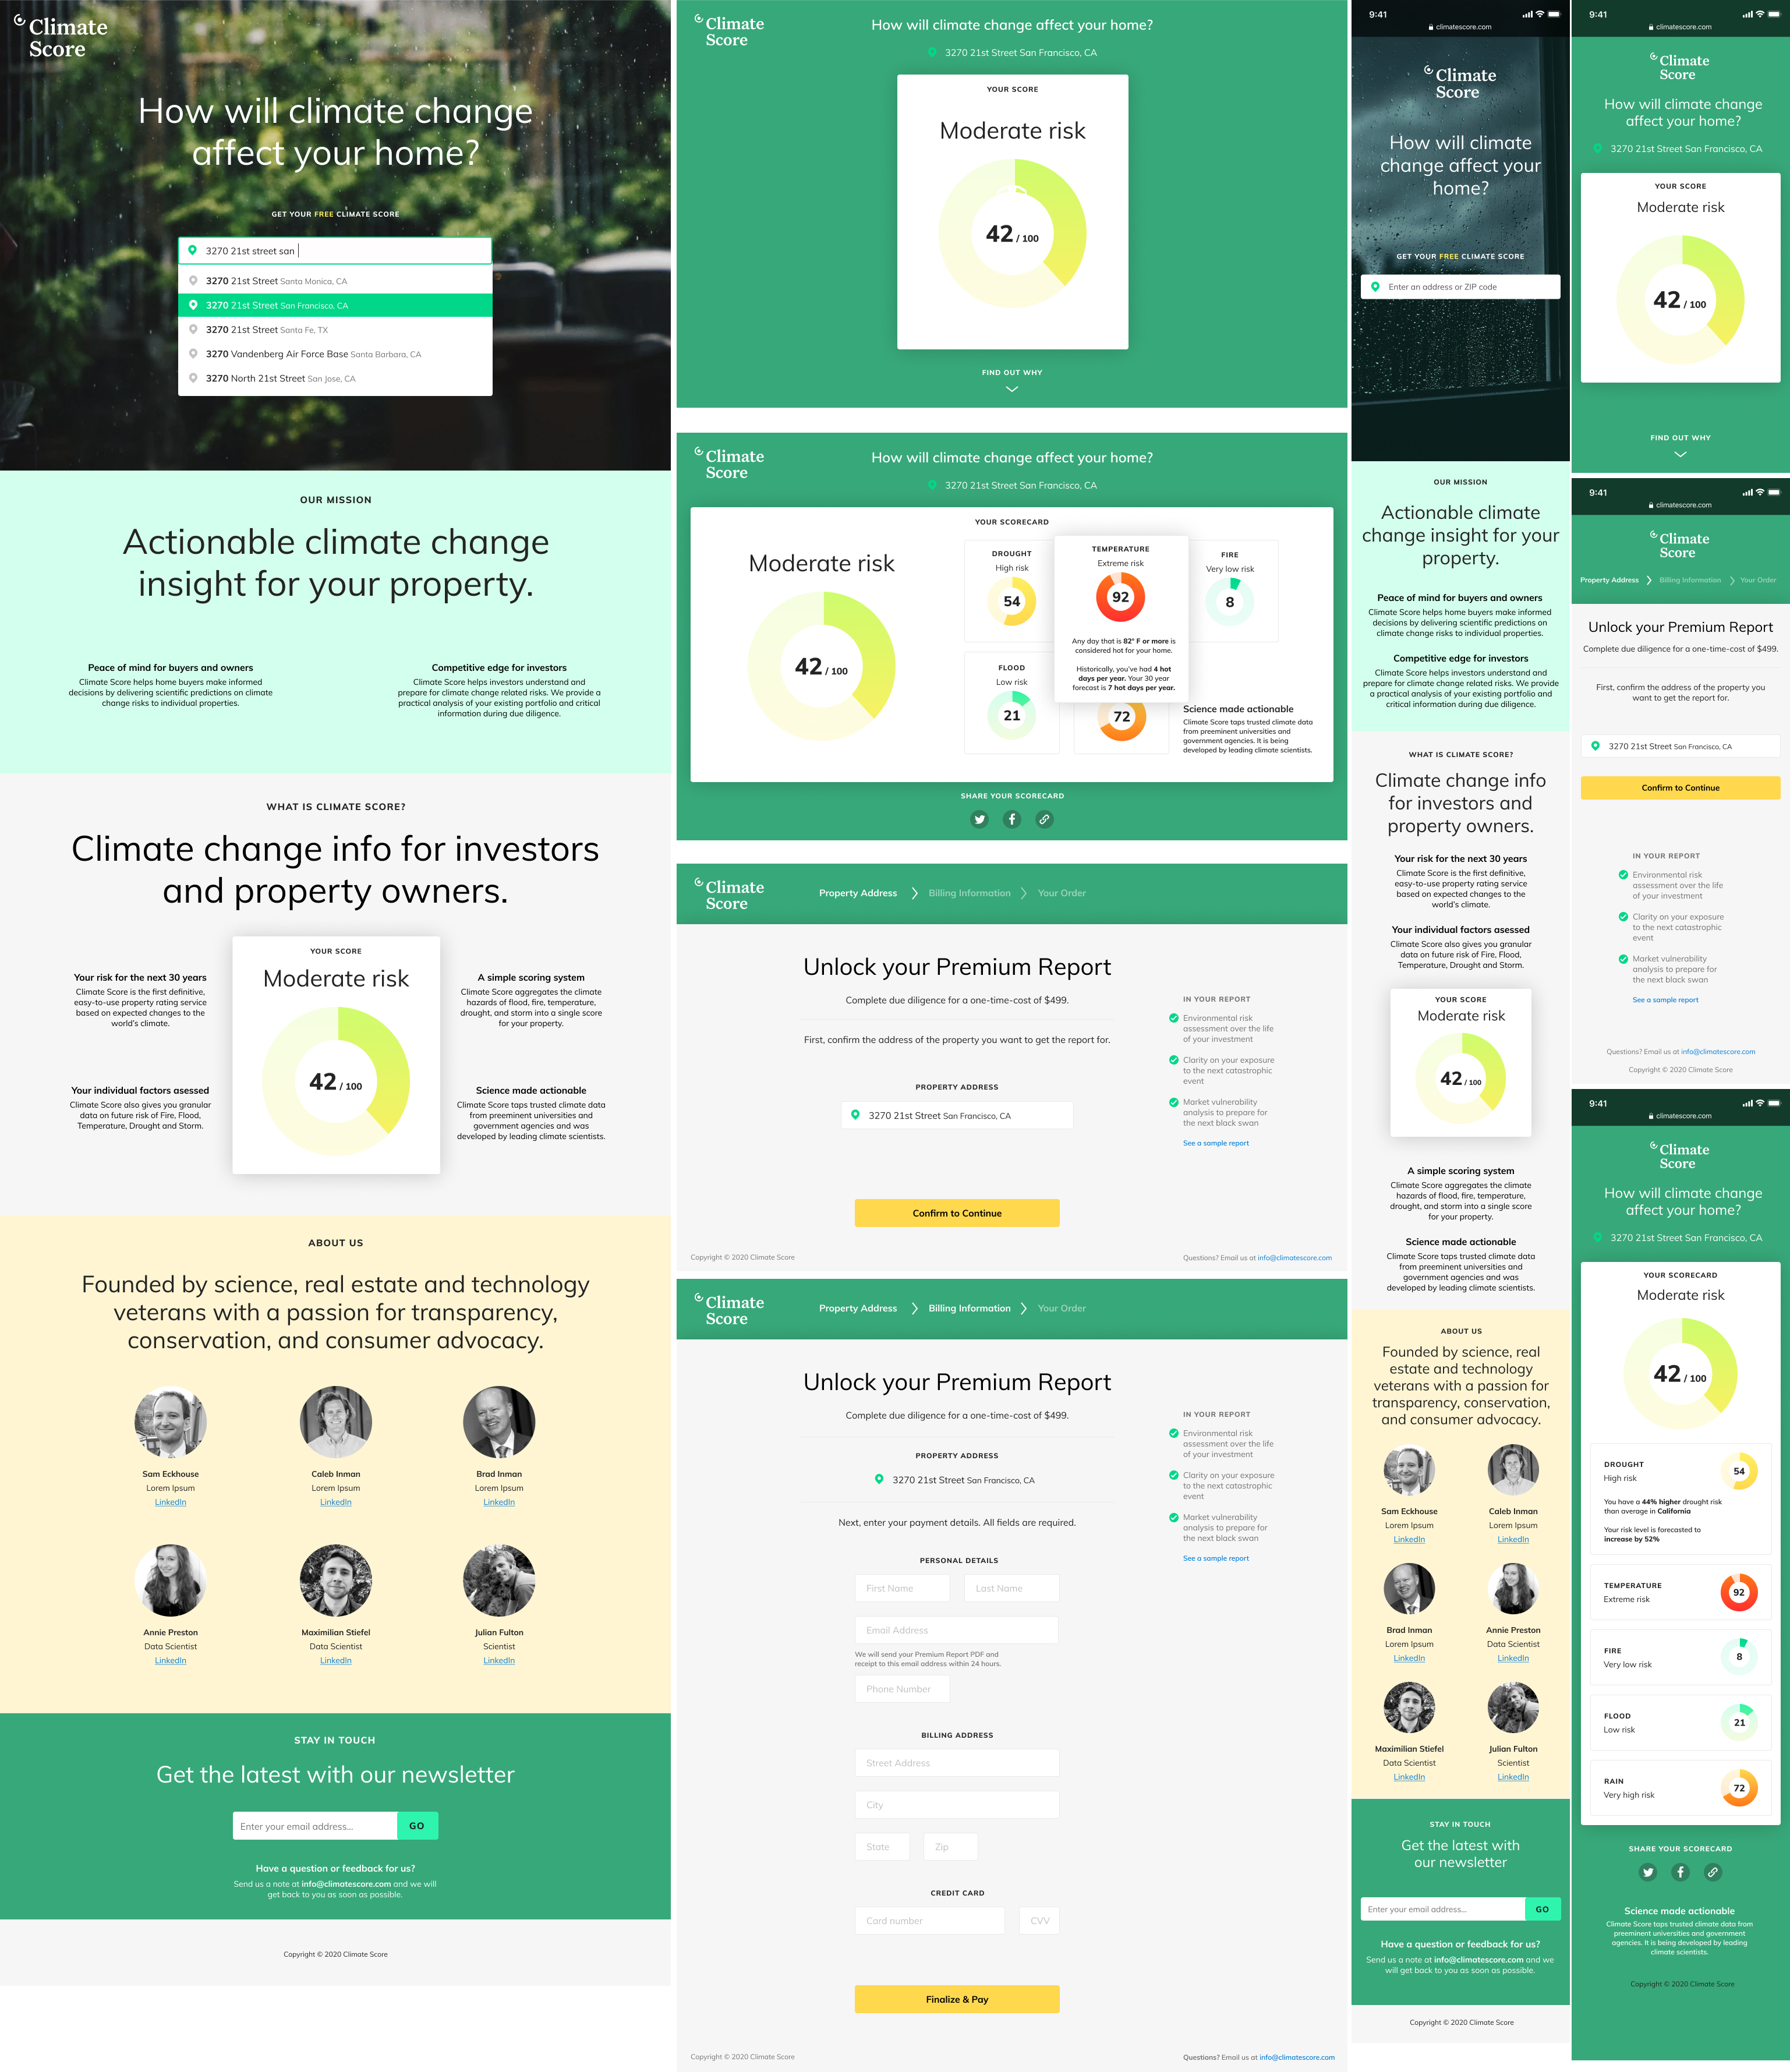 Climate
Score
How will climate change
affect your home?
GET YOUR FREE CLIMATE SCORE
3270 21st street san
3270 21st Street Santa Monica, CA
3270 21st Street San Francisco, CA
3270 21st Street Santa Fe, TX
3270 Vandenberg Air Force Base Santa Barbara, CA
3270 North 21st Street San Jose, CA
OUR MISSION
Actionable climate change
insight for your property.
Peace of mind for buyers and owners
Climate Score helps home buyers make informed
decisions by delivering scientific predictions on climate
change risks to individual properties.
Competitive edge for investors
Climate Score helps investors understand and
prepare for climate change related risks. We provide a
practical analysis of your existing portfolio and critical
information during due diligence.
WHAT IS CLIMATE SCORE?
Climate change info for investors
and property owners.
Your risk for the next 30 years
Climate Score is the first definitive,
easy-to-use property rating service
based on expected changes to the
world's climate.
Your individual factors asessed
Climate Score also gives you granular
data on future risk of Fire, Flood,
Temperature, Drought and Storm.
YOUR SCORE
Moderate risk
42 / 100
A simple scoring system
Climate Score aggregates the climate
hazards of flood, fire, temperature,
drought, and storm into a single score
for your property.
Science made actionable
Climate Score taps trusted climate data
from preeminent universities and
government agencies and was
developed by leading climate scientists.
ABOUT US
Founded by science, real estate and technology
veterans with a passion for transparency,
conservation, and consumer advocacy.
Sam Eckhouse
Lorem Ipsum
LinkedIn
Caleb Inman
Lorem Ipsum
LinkedIn
Brad Inman
Lorem Ipsum
LinkedIn
Annie Preston
Data Scientist
LinkedIn
Maximilian Stiefel
Data Scientist
LinkedIn
Julian Fulton
Scientist
LinkedIn
STAY IN TOUCH
Get the latest with our newsletter
Enter your email address... GO
Have a question or feedback for us?
Send us a note at info@climatescore.com and we will
get back to you as soon as possible.
Copyright © 2020 Climate Score
Climate
Score
How will climate change affect your home?
3270 21st Street San Francisco, CA
YOUR SCORE
Moderate risk
42 / 100
FIND OUT WHY
Climate
Score
How will climate change affect your home?
3270 21st Street San Francisco, CA
YOUR SCORECARD
Moderate risk
42 / 100
DROUGHT
High risk
54
TEMPERATURE
Extreme risk
92
Any day that is 82° F or more is
considered hot for your home.
Historically, you've had 4 hot
days per year. Your 30 year
forecast is 7 hot days per year.
FIRE
Very low risk
8
FLOOD
Low risk
21
72
Science made actionable
Climate Score taps trusted climate data
from preeminent universities and
government agencies. It is being
developed by leading climate scientists.
SHARE YOUR SCORECARD
Climate
Score
Property Address Billing Information Your Order
Unlock your Premium Report
Complete due diligence for a one-time-cost of $499.
First, confirm the address of the property you want to get the report for.
PROPERTY ADDRESS
3270 21st Street San Francisco, CA
Confirm to Continue
IN YOUR REPORT
Environmental risk
assessment over the life
of your investment
Clarity on your exposure
to the next catastrophic
event
Market vulnerability
analysis to prepare for
the next black swan
See a sample report
Copyright © 2020 Climate Score
Questions? Email us at info@climatescore.com
Climate
Score
Property Address Billing Information Your Order
Unlock your Premium Report
Complete due diligence for a one-time-cost of $499.
PROPERTY ADDRESS
3270 21st Street San Francisco, CA
Next, enter your payment details. All fields are required.
PERSONAL DETAILS
First Name Last Name
Email Address
We will send your Premium Report PDF and
receipt to this email address within 24 hours.
Phone Number
BILLING ADDRESS
Street Address
City
State Zip
CREDIT CARD
Card number CVV
Finalize & Pay
IN YOUR REPORT
Environmental risk
assessment over the life
of your investment
Clarity on your exposure
to the next catastrophic
event
Market vulnerability
analysis to prepare for
the next black swan
See a sample report
Copyright © 2020 Climate Score
Questions? Email us at info@climatescore.com
9:41
climatescore.com
Climate
Score
How will climate
change affect your
home?
GET YOUR FREE CLIMATE SCORE
Enter an address or ZIP code
OUR MISSION
Actionable climate
change insight for your
property.
Peace of mind for buyers and owners
Climate Score helps home buyers make informed
decisions by delivering scientific predictions on
climate change risks to individual properties.
Competitive edge for investors
Climate Score helps investors understand and
prepare for climate change related risks. We provide
a practical analysis of your existing portfolio and
critical information during due diligence.
WHAT IS CLIMATE SCORE?
Climate change info
for investors and
property owners.
Your risk for the next 30 years
Climate Score is the first definitive,
easy-to-use property rating service
based on expected changes to the
world's climate.
Your individual factors asessed
Climate Score also gives you granular
data on future risk of Fire, Flood,
Temperature, Drought and Storm.
YOUR SCORE
Moderate risk
42 / 100
A simple scoring system
Climate Score aggregates the climate
hazards of flood, fire, temperature,
drought, and storm into a single score
for your property.
Science made actionable
Climate Score taps trusted climate data
from preeminent universities and
government agencies and was
developed by leading climate scientists.
ABOUT US
Founded by science, real
estate and technology
veterans with a passion for
transparency, conservation,
and consumer advocacy.
Sam Eckhouse
Lorem Ipsum
LinkedIn
Caleb Inman
Lorem Ipsum
LinkedIn
Brad Inman
Lorem Ipsum
LinkedIn
Annie Preston
Data Scientist
LinkedIn
Maximilian Stiefel
Data Scientist
LinkedIn
Julian Fulton
Scientist
LinkedIn
STAY IN TOUCH
Get the latest with
our newsletter
Enter your email address... GO
Have a question or feedback for us?
Send us a note at info@climatescore.com and we
will get back to you as soon as possible.
Copyright © 2020 Climate Score
9:41
climatescore.com
Climate
Score
How will climate change
affect your home?
3270 21st Street San Francisco, CA
YOUR SCORE
Moderate risk
42 / 100
FIND OUT WHY
9:41
climatescore.com
Climate
Score
Property Address Billing Information Your Order
Unlock your Premium Report
Complete due diligence for a one-time-cost of $499.
First, confirm the address of the property you
want to get the report for.
3270 21st Street San Francisco, CA
Confirm to Continue
IN YOUR REPORT
Environmental risk
assessment over the life
of your investment
Clarity on your exposure
to the next catastrophic
event
Market vulnerability
analysis to prepare for
the next black swan
See a sample report
Questions? Email us at info@climatescore.com
Copyright © 2020 Climate Score
9:41
climatescore.com
Climate
Score
How will climate change
affect your home?
3270 21st Street San Francisco, CA
YOUR SCORECARD
Moderate risk
42 / 100
DROUGHT
High risk
54
You have a 44% higher drought risk
than average in California
Your risk level is forecasted to
increase by 52%
TEMPERATURE
Extreme risk
92
FIRE
Very low risk
8
FLOOD
Low risk
21
RAIN
Very high risk
72
SHARE YOUR SCORECARD
Science made actionable
Climate Score taps trusted climate data from
preeminent universities and government
agencies. It is being developed by leading
climate scientists.
Copyright © 2020 Climate Score